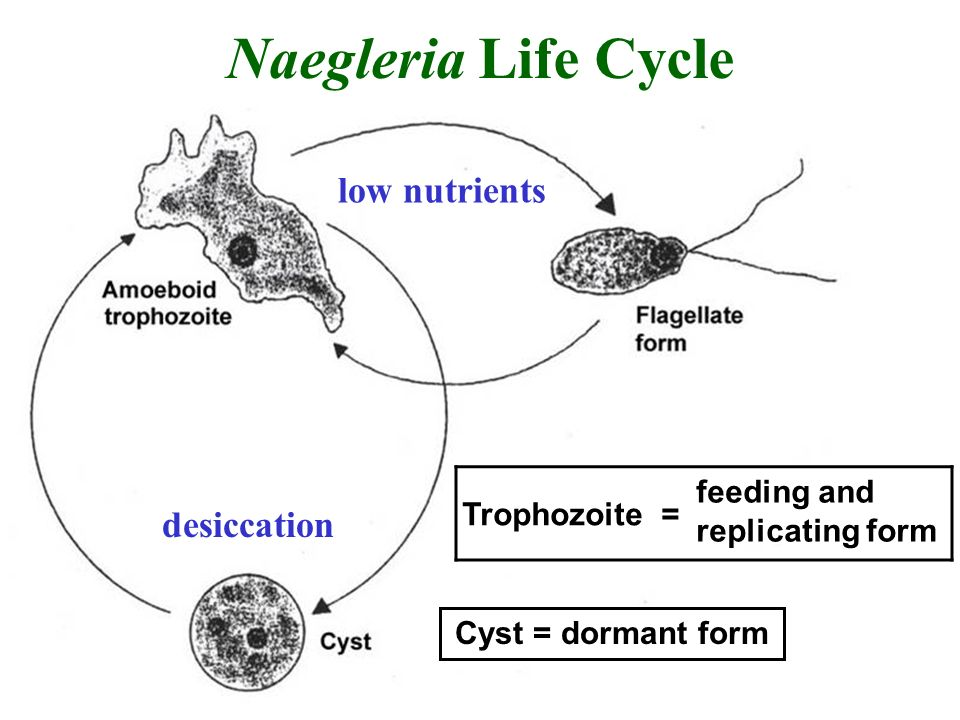 Naegleria Life Cycle
low nutrients
Amoeboid
trophozoite
Flagellate
form
desiccation
Trophozoite = feeding and
replicating form
Cyst
Cyst = dormant form